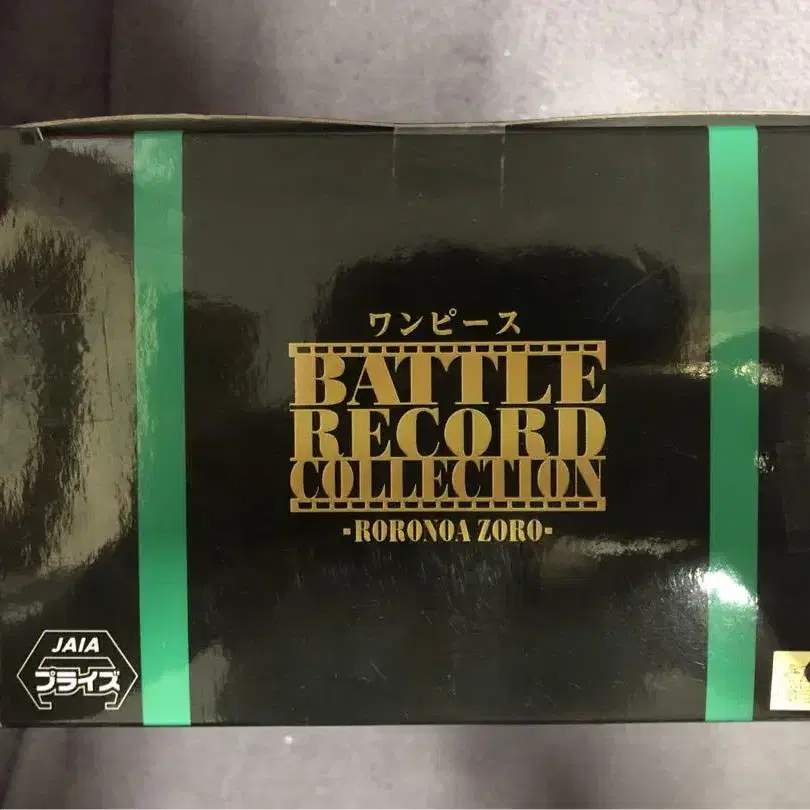 ワンピース
BATTLE
RECORD
COLLECTION
-RORONOA ZORO-
JAIA
プライズ